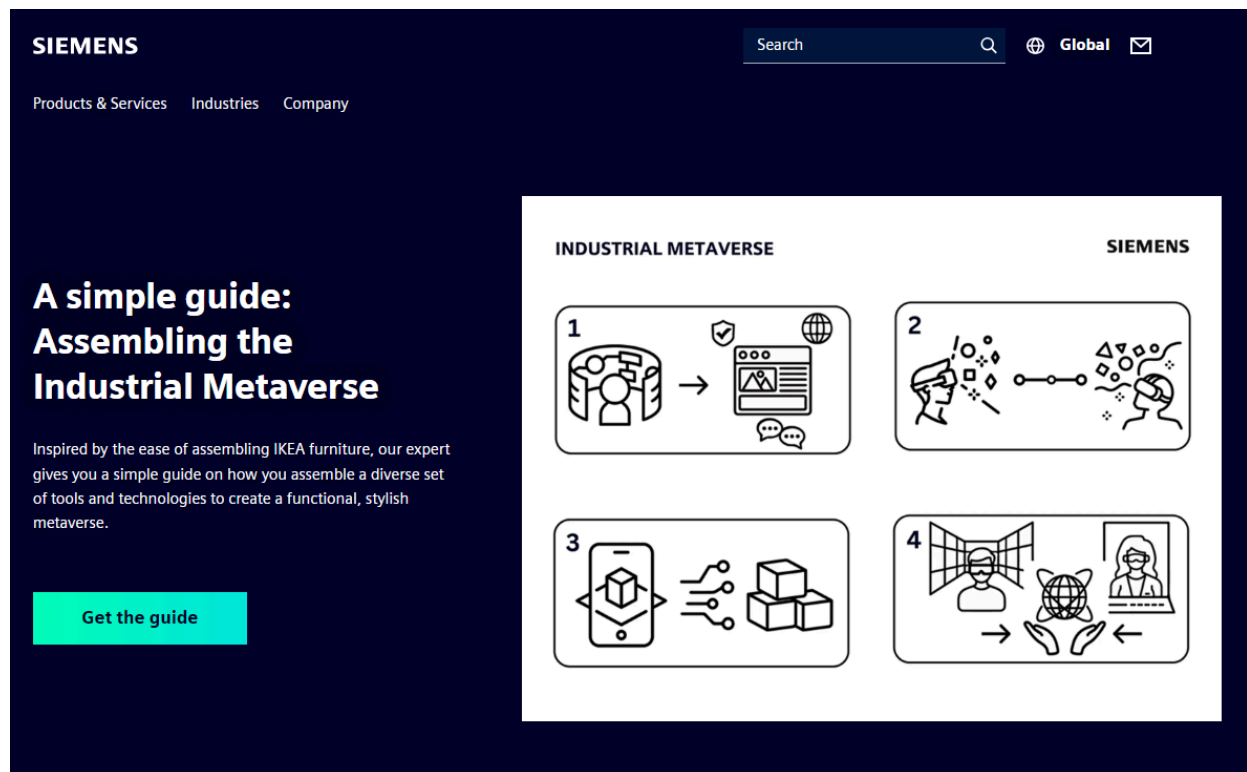 SIEMENS
Search
Global
Products & Services
Industries
Company
A simple guide:
Assembling the
Industrial Metaverse
Inspired by the ease of assembling IKEA furniture, our expert
gives you a simple guide on how you assemble a diverse set
of tools and technologies to create a functional, stylish
metaverse.
Get the guide
INDUSTRIAL METAVERSE
SIEMENS
1
2
3
4